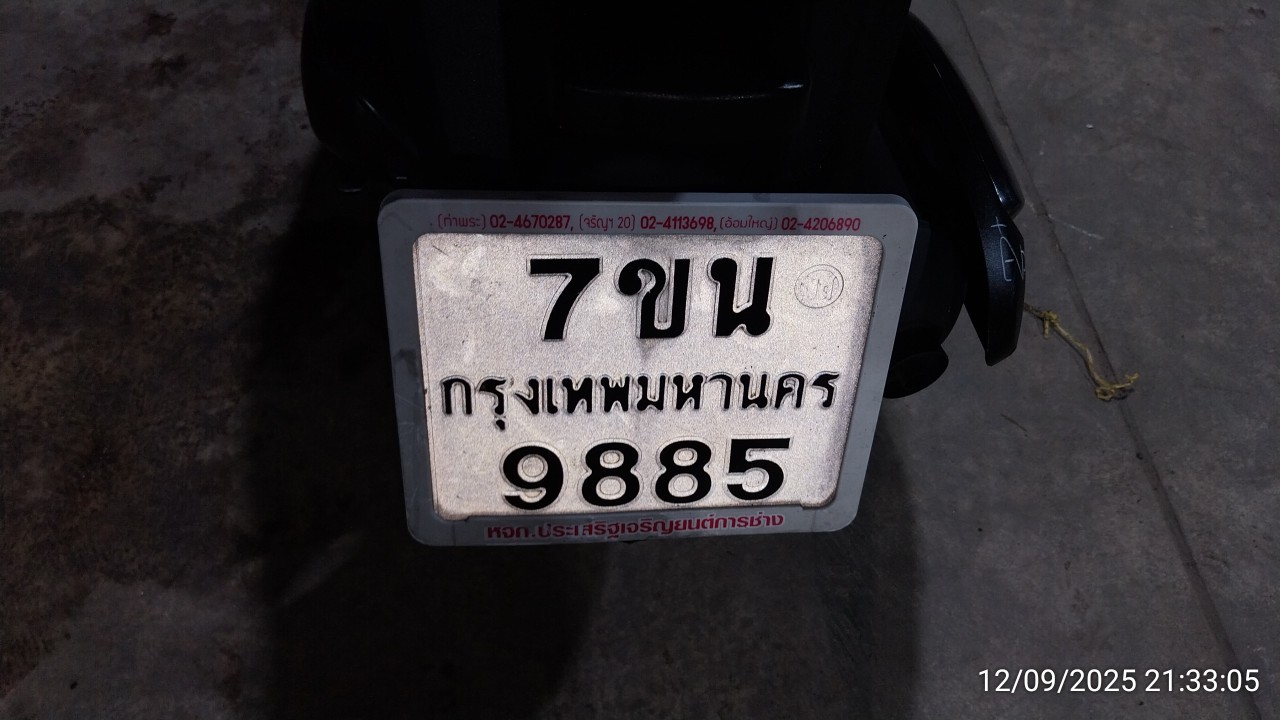 (ท่าพระ) 02-4670287, (จรัญฯ 20) 02-4113698, (อ้อมใหญ่) 02-4206890
7ขน
กรุงเทพมหานคร
9885
หจก.ประเสริฐเจริญยนต์การช่าง
12/09/2025 21:33:05